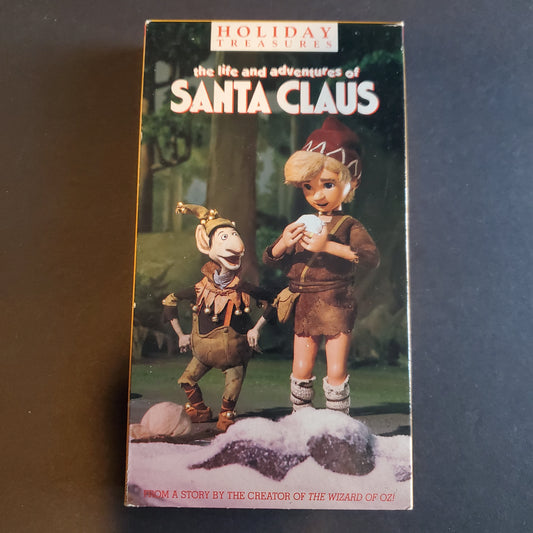 HOLIDAY
TREASURES
the life and adventures of
SANTA CLAUS
FROM A STORY BY THE CREATOR OF THE WIZARD OF OZ!